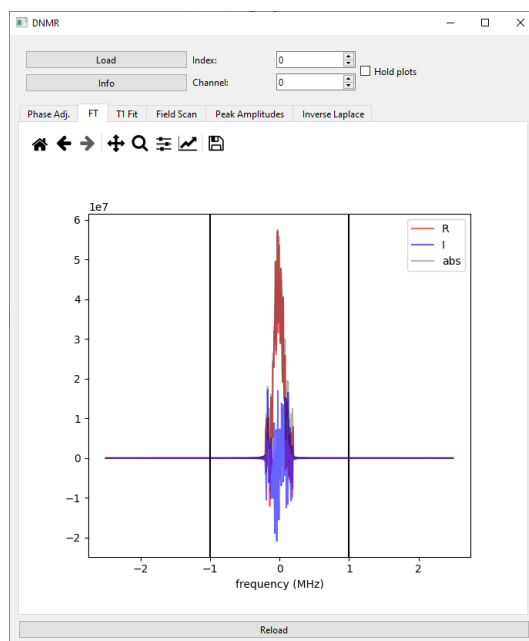 DNMR
Load Index: 0
Hold plots
Info Channel: 0
Phase Adj. FT T1 Fit Field Scan Peak Amplitudes Inverse Laplace
1e7
6
5
4
3
2
1
0
−1
−2
R
I
abs
−2 −1 0 1 2
frequency (MHz)
Reload